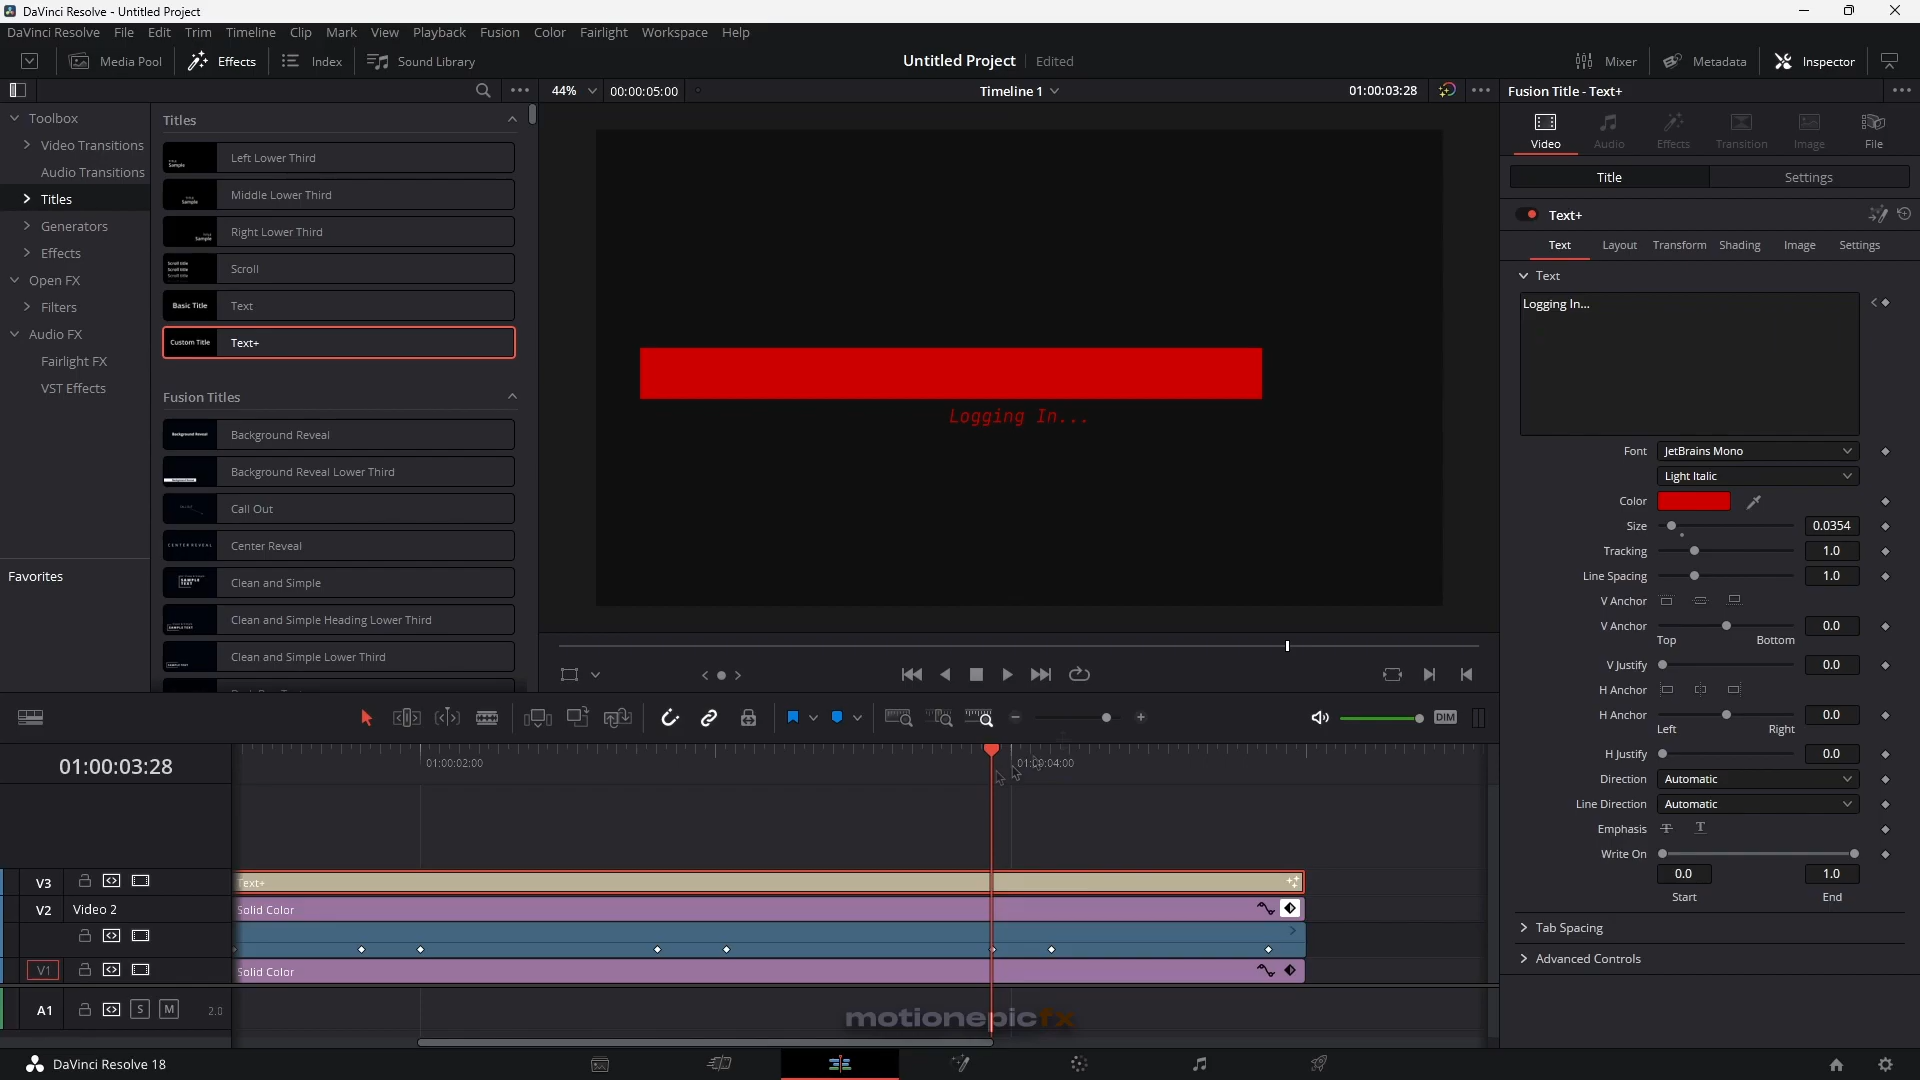 DaVinci Resolve - Untitled Project
DaVinci Resolve File Edit Trim Timeline Clip Mark View Playback Fusion Color Fairlight Workspace Help
Media Pool Effects Index Sound Library Untitled Project Edited Mixer Metadata Inspector
44% 00:00:05:00 Timeline 1 01:00:03:28 Fusion Title - Text+
Toolbox
Video Transitions
Audio Transitions
Titles
Generators
Effects
Open FX
Filters
Audio FX
Fairlight FX
VST Effects
Favorites
Titles
Left Lower Third
Middle Lower Third
Right Lower Third
Scroll
Basic Title Text
Custom Title Text+
Fusion Titles
Background Reveal
Background Reveal Lower Third
Call Out
Center Reveal
Clean and Simple
Clean and Simple Heading Lower Third
Clean and Simple Lower Third
Logging In...
Video Audio Effects Transition Image File
Title Settings
Text+
Text Layout Transform Shading Image Settings
Text
Logging In...
Font JetBrains Mono
Light Italic
Color
Size 0.0354
Tracking 1.0
Line Spacing 1.0
V Anchor
V Anchor 0.0
Top Bottom
V Justify 0.0
H Anchor
H Anchor 0.0
Left Right
H Justify 0.0
Direction Automatic
Line Direction Automatic
Emphasis
Write On
0.0 1.0
Start End
Tab Spacing
Advanced Controls
DIM
01:00:03:28 01:00:02:00 01:00:04:00
V3 Text+
V2 Video 2 Solid Color
V1 Solid Color
A1 S M 2.0
motionepicfx
DaVinci Resolve 18